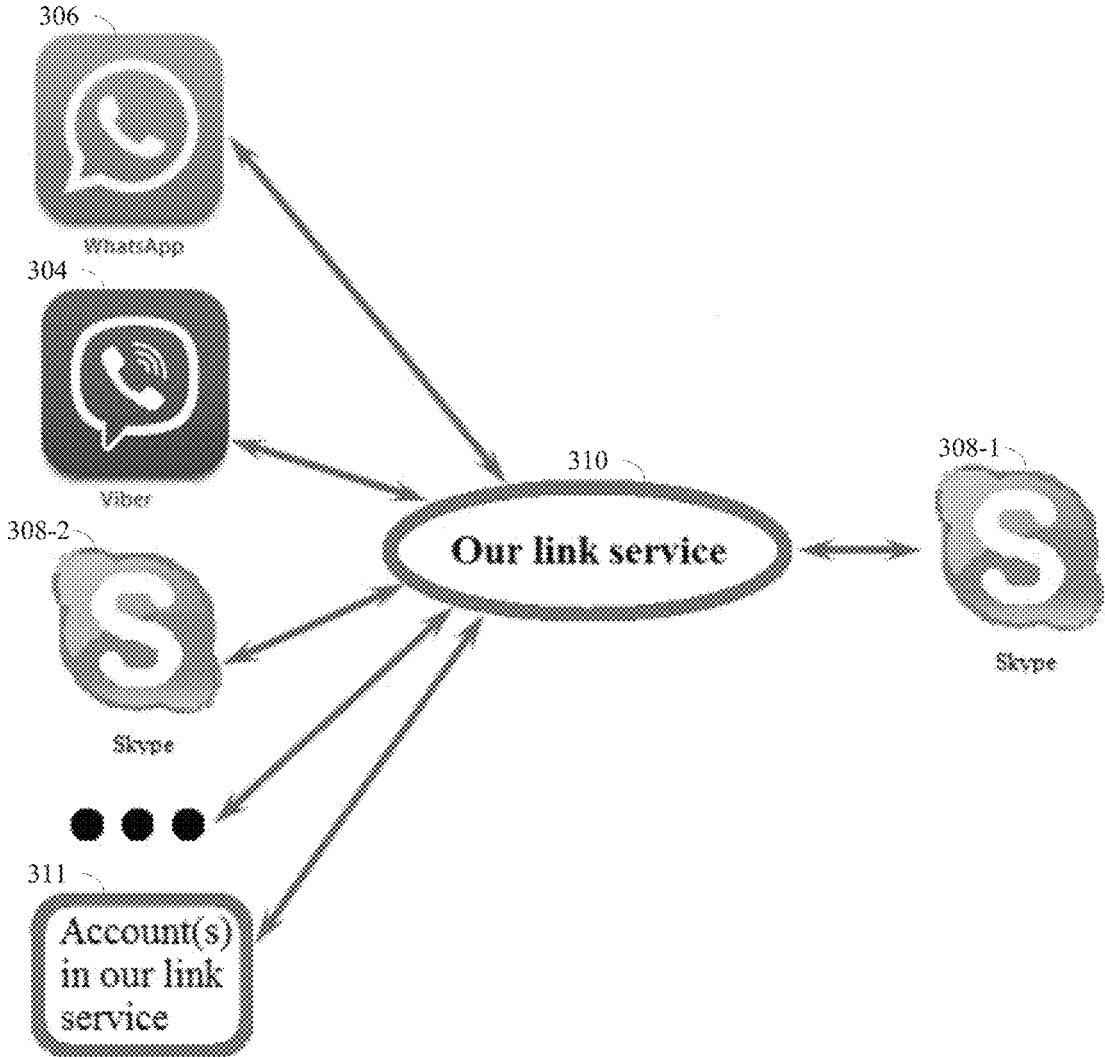 306
WhatsApp
304
Viber
308-2
Skype
310
Our link service
308-1
Skype
311
Account(s)
in our link
service